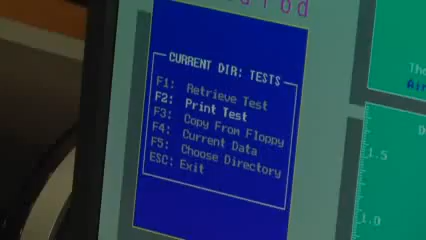 CURRENT DIR: TESTS
F1: Retrieve Test
F2: Print Test
F3: Copy From Floppy
F4: Current Data
F5: Choose Directory
ESC: Exit
1.5
1.0